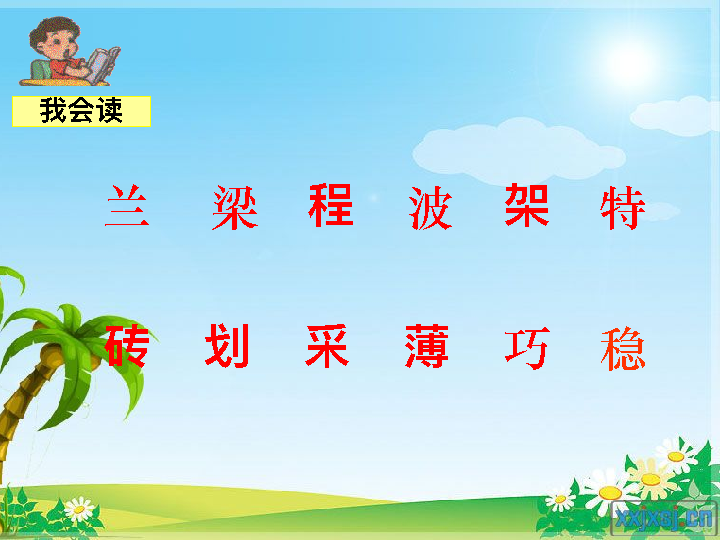 我会读
兰 梁 程 波 架 特
砖 划 采 薄 巧 稳
xxjxsj.cn